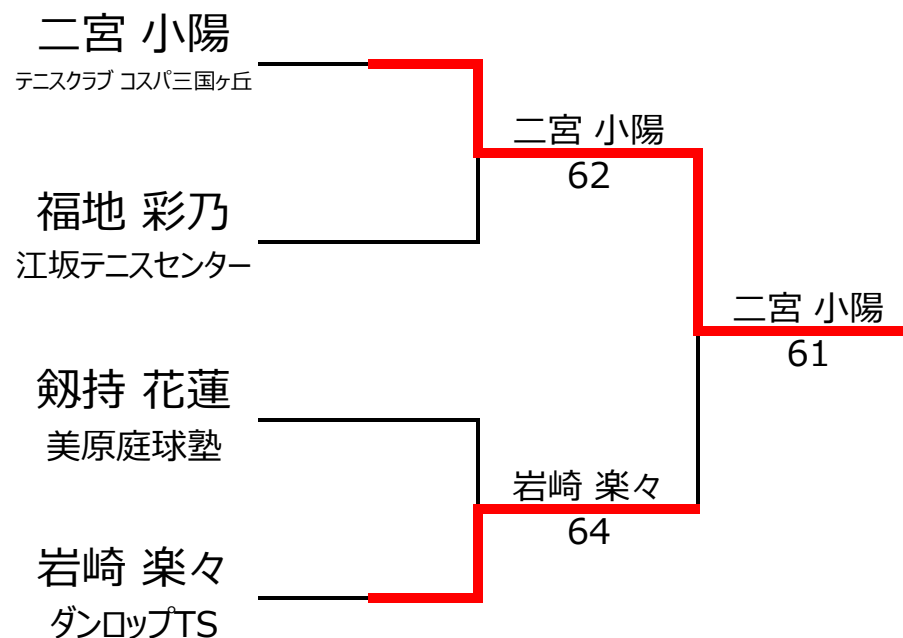 二宮 小陽
テニスクラブ コスパ三国ヶ丘
二宮 小陽
62
福地 彩乃
江坂テニスセンター
二宮 小陽
61
剱持 花蓮
美原庭球塾
岩崎 楽々
64
岩崎 楽々
ダンロップTS